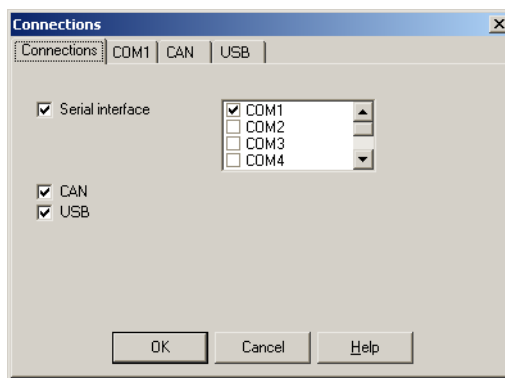 Connections
Connections COM1 CAN USB
Serial interface
COM1
COM2
COM3
COM4
CAN
USB
OK Cancel Help